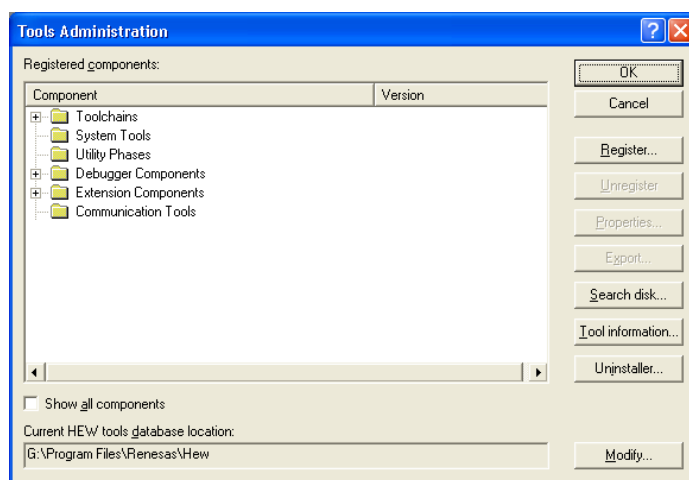 Tools Administration
Registered components:
Component Version
Toolchains
System Tools
Utility Phases
Debugger Components
Extension Components
Communication Tools
Show all components
Current HEW tools database location:
G:\Program Files\Renesas\Hew
OK
Cancel
Register...
Unregister
Properties...
Export...
Search disk...
Tool information...
Uninstaller...
Modify...